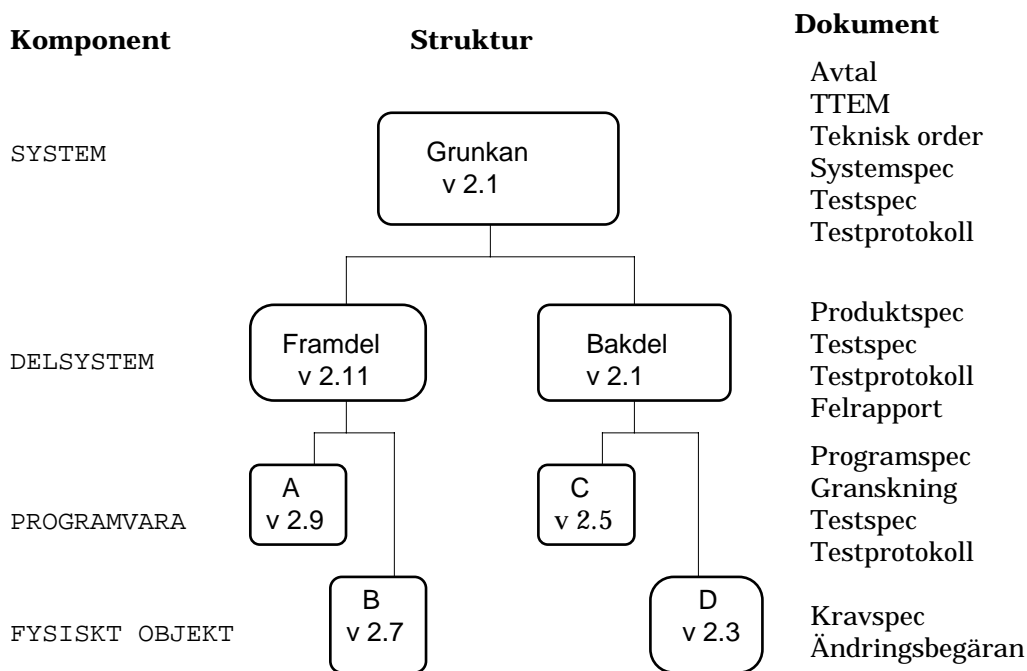 Komponent
Struktur
Dokument
SYSTEM
Grunkan
v 2.1
Avtal
TTEM
Teknisk order
Systemspec
Testspec
Testprotokoll
DELSYSTEM
Framdel
v 2.11
Bakdel
v 2.1
Produktspec
Testspec
Testprotokoll
Felrapport
PROGRAMVARA
A
v 2.9
C
v 2.5
Programspec
Granskning
Testspec
Testprotokoll
FYSISKT OBJEKT
B
v 2.7
D
v 2.3
Kravspec
Ändringsbegäran